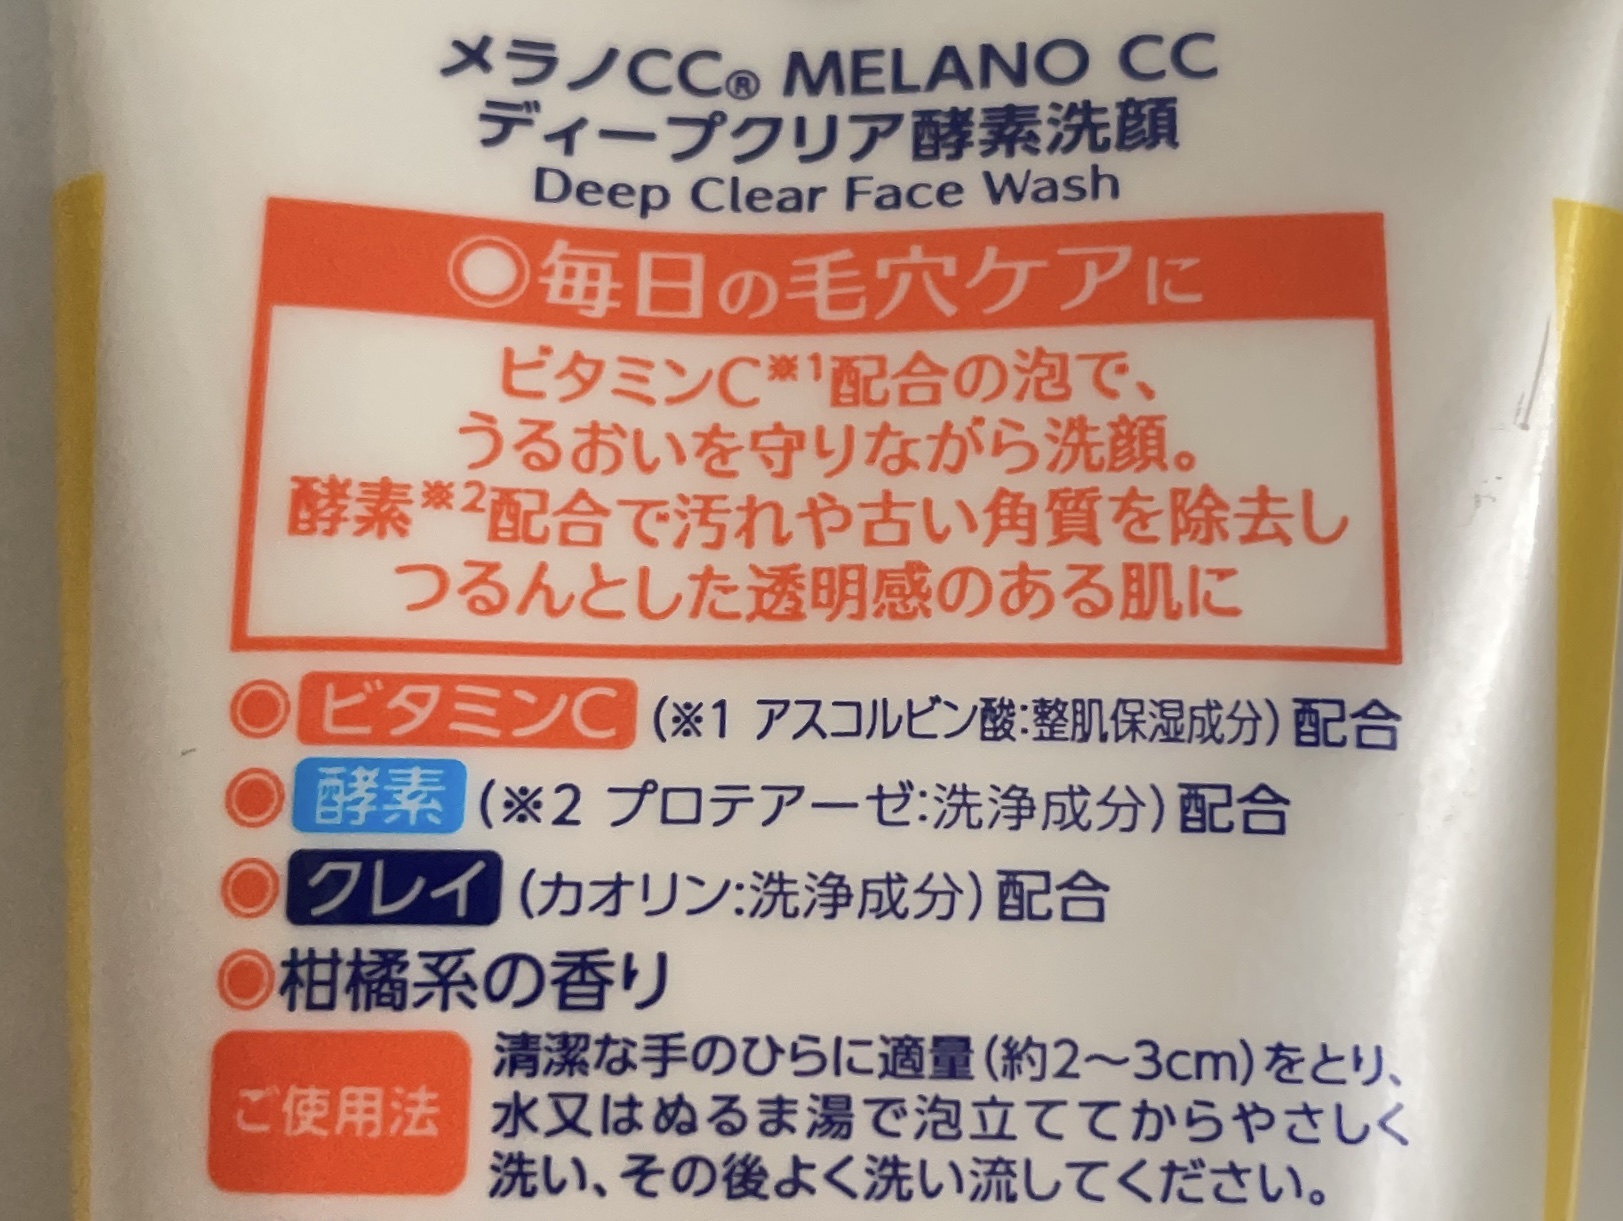 メラノCC® MELANO CC
ディープクリア酵素洗顔
Deep Clear Face Wash
◎毎日の毛穴ケアに
ビタミンC※1配合の泡で、
うるおいを守りながら洗顔。
酵素※2配合で汚れや古い角質を除去し
つるんとした透明感のある肌に
◎ビタミンC (※1 アスコルビン酸:整肌保湿成分) 配合
◎酵素 (※2 プロテアーゼ:洗浄成分) 配合
◎クレイ (カオリン:洗浄成分) 配合
◎柑橘系の香り
ご使用法
清潔な手のひらに適量(約2〜3cm)をとり、
水又はぬるま湯で泡立ててからやさしく
洗い、その後よく洗い流してください。